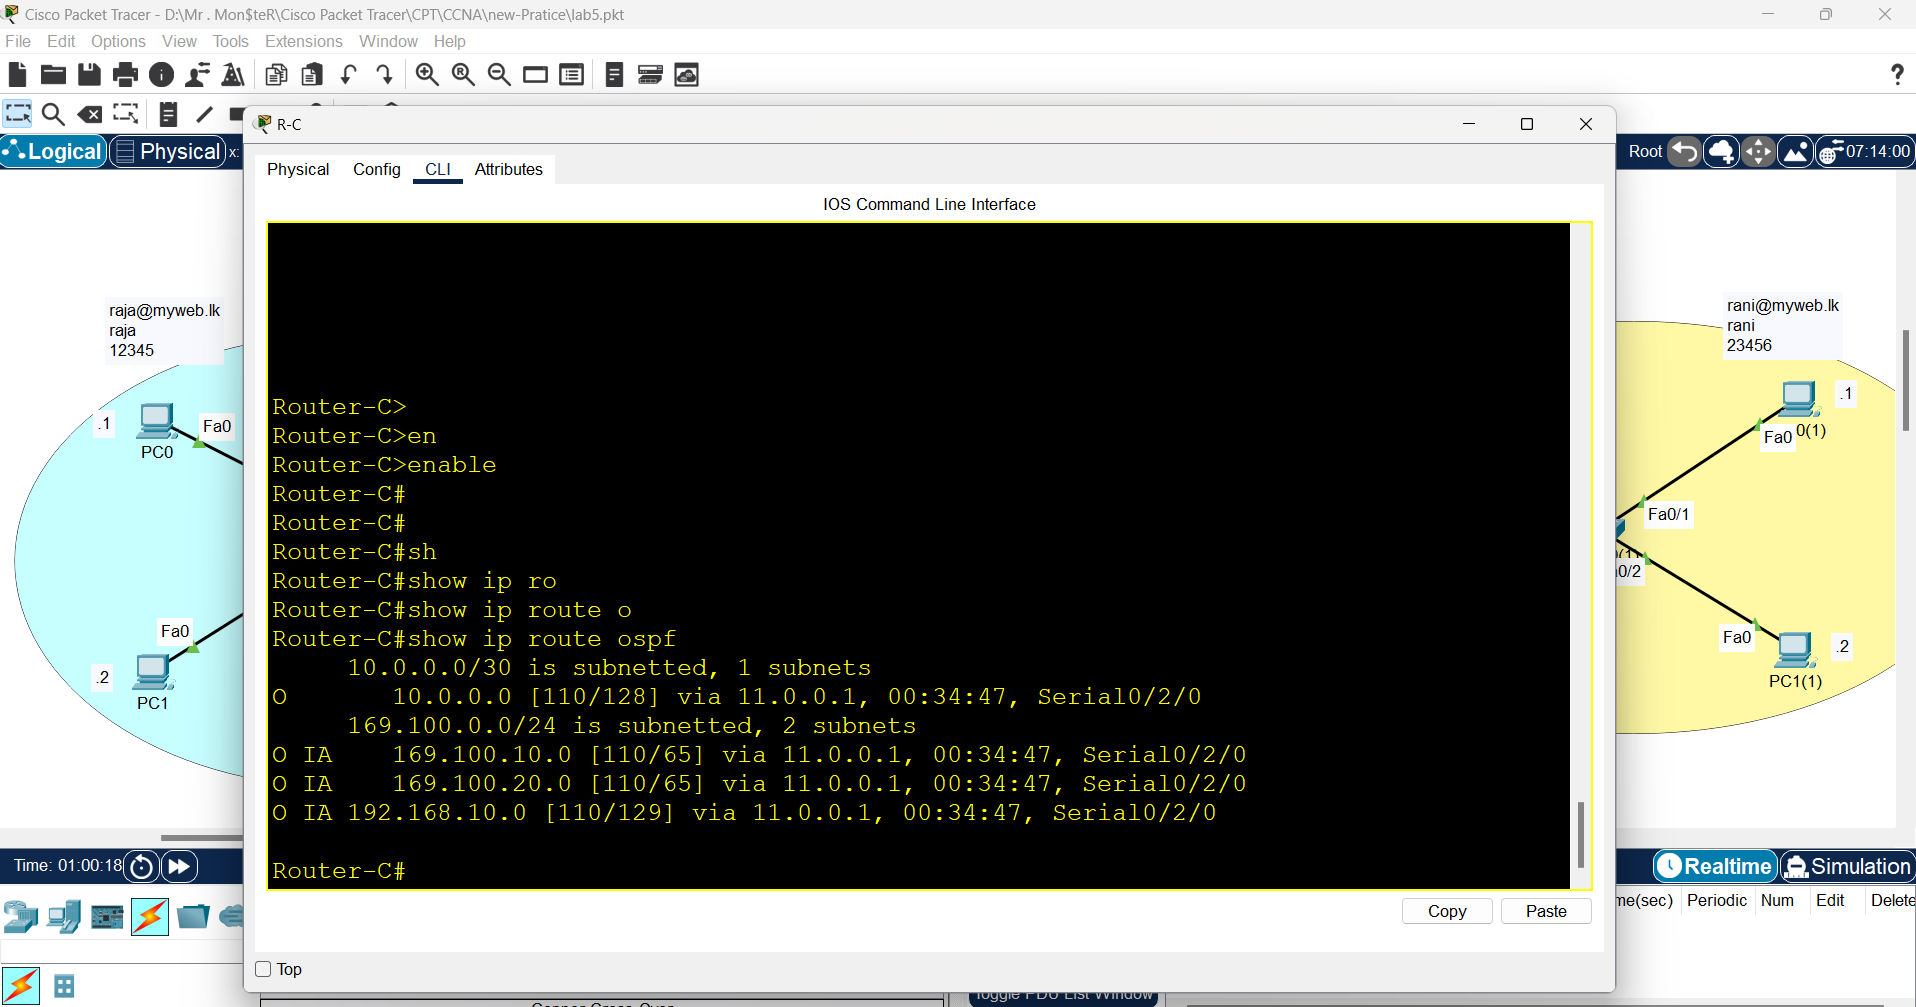 Cisco Packet Tracer - D:\Mr . Mon$teR\Cisco Packet Tracer\CPT\CCNA\new-Pratice\lab5.pkt
File Edit Options View Tools Extensions Window Help
R-C
Logical Physical x: Root 07:14:00
Physical Config CLI Attributes
IOS Command Line Interface
raja@myweb.lk
raja
12345
.1
Fa0
PC0
Fa0
.2
PC1
Router-C>
Router-C>en
Router-C>enable
Router-C#
Router-C#
Router-C#sh
Router-C#show ip ro
Router-C#show ip route o
Router-C#show ip route ospf
10.0.0.0/30 is subnetted, 1 subnets
O 10.0.0.0 [110/128] via 11.0.0.1, 00:34:47, Serial0/2/0
169.100.0.0/24 is subnetted, 2 subnets
O IA 169.100.10.0 [110/65] via 11.0.0.1, 00:34:47, Serial0/2/0
O IA 169.100.20.0 [110/65] via 11.0.0.1, 00:34:47, Serial0/2/0
O IA 192.168.10.0 [110/129] via 11.0.0.1, 00:34:47, Serial0/2/0
Router-C#
rani@myweb.lk
rani
23456
.1
Fa0 0(1)
Fa0/1
0/2
Fa0
.2
PC1(1)
Copy Paste
Top
Time: 01:00:18
Realtime Simulation
me(sec) Periodic Num Edit Delete
Toggle PDU List Window